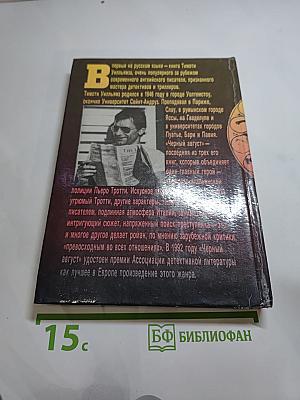 Впервые на русском языке – книга Тимоти
Уильямса, очень популярного за рубежом
современного английского писателя, признанного
мастера детективов и триллеров.
Тимоти Уильямс родился в 1946 году в городе Уолтемстоу,
окончил Университет Сейнт-Андруз. Преподавал в Париже,
Слау, в румынском городе
Яссы, на Гваделупе и
в университетах городов
Пуатье, Бари и Павия.
«Черный август» –
последняя из трех его
книг, которые объединяет
один главный герой –
полиции Пьеро Тротти. Искусное
угрюмый Тротти, другие характеры,
писателем, подлинная атмосфера Италии,
интригующий сюжет, напряженный поиск преступника –
и многое другое делает роман, по мнению зарубежной критики,
«превосходным во всех отношениях». В 1992 году «Черный
август» удостоен премии Ассоциации детективной литературы
как лучшее в Европе произведение этого жанра.
15с
БФ БИБЛИОФАН